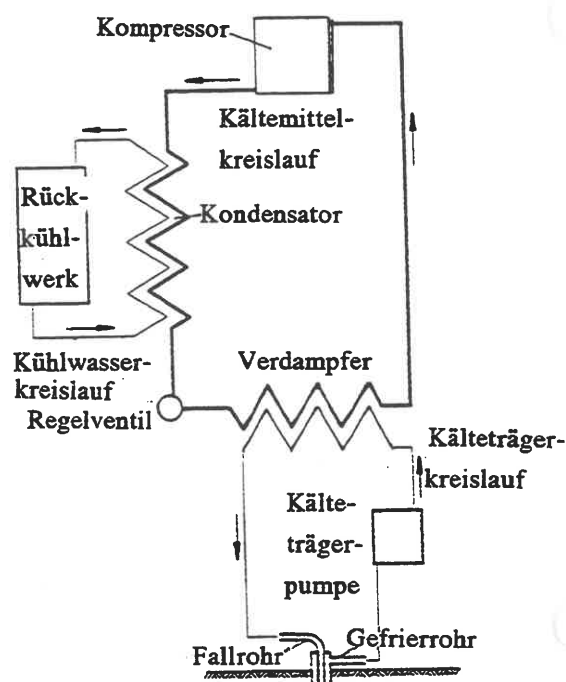 Kompressor
Kältemittel-
kreislauf
Rück-
kühl-
werk
Kondensator
Kühlwasser-
kreislauf
Regelventil
Verdampfer
Kälteträger-
kreislauf
Kälte-
träger-
pumpe
Fallrohr
Gefrierrohr